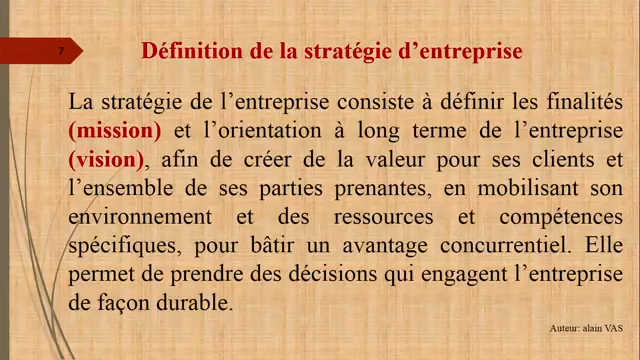 7
Définition de la stratégie d’entreprise
La stratégie de l’entreprise consiste à définir les finalités
(mission) et l’orientation à long terme de l’entreprise
(vision), afin de créer de la valeur pour ses clients et
l’ensemble de ses parties prenantes, en mobilisant son
environnement et des ressources et compétences
spécifiques, pour bâtir un avantage concurrentiel. Elle
permet de prendre des décisions qui engagent l’entreprise
de façon durable.
Auteur: alain VAS